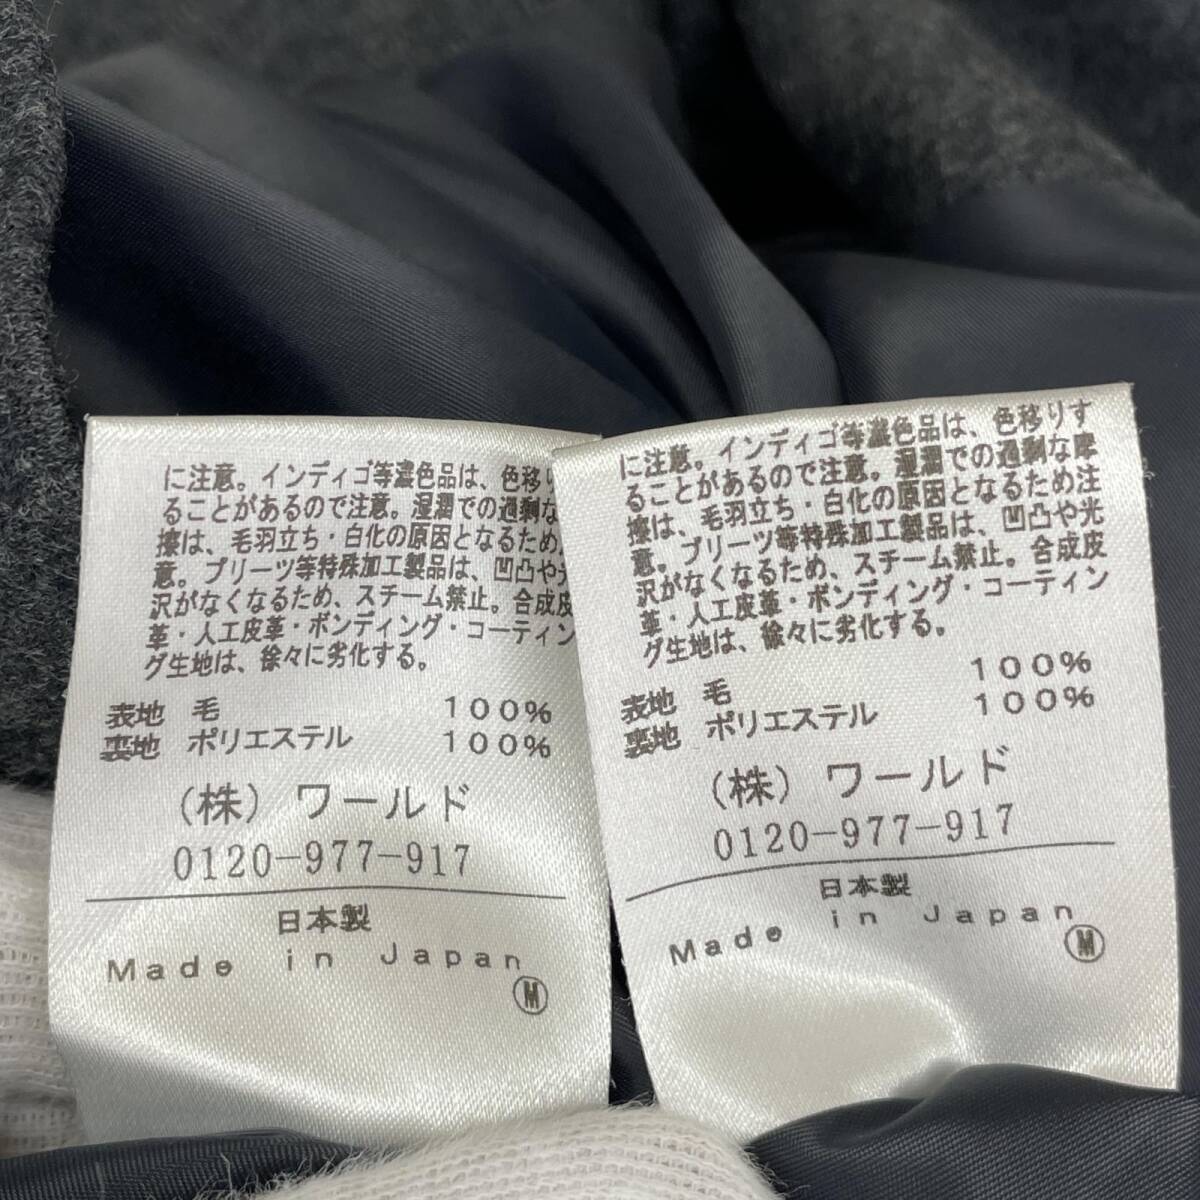 に注意。インディゴ等濃色品は、色移り
ることがあるので注意。湿潤での過剰な
擦は、毛羽立ち・白化の原因となるため
意。プリーツ等特殊加工製品は、凹凸や光
沢がなくなるため、スチーム禁止。合成皮
革・人工皮革・ボンディング・コーティン
グ生地は、徐々に劣化する。
表地 毛 100%
裏地 ポリエステル 100%
(株) ワールド
0120-977-917
日本製
Made in Japan
M
に注意。インディゴ等濃色品は、色移りす
ることがあるので注意。湿潤での過剰な摩
擦は、毛羽立ち・白化の原因となるため注
意。プリーツ等特殊加工製品は、凹凸や光
沢がなくなるため、スチーム禁止。合成皮
革・人工皮革・ボンディング・コーティン
グ生地は、徐々に劣化する。
表地 毛 100%
裏地 ポリエステル 100%
(株) ワールド
0120-977-917
日本製
Made in Japan
M